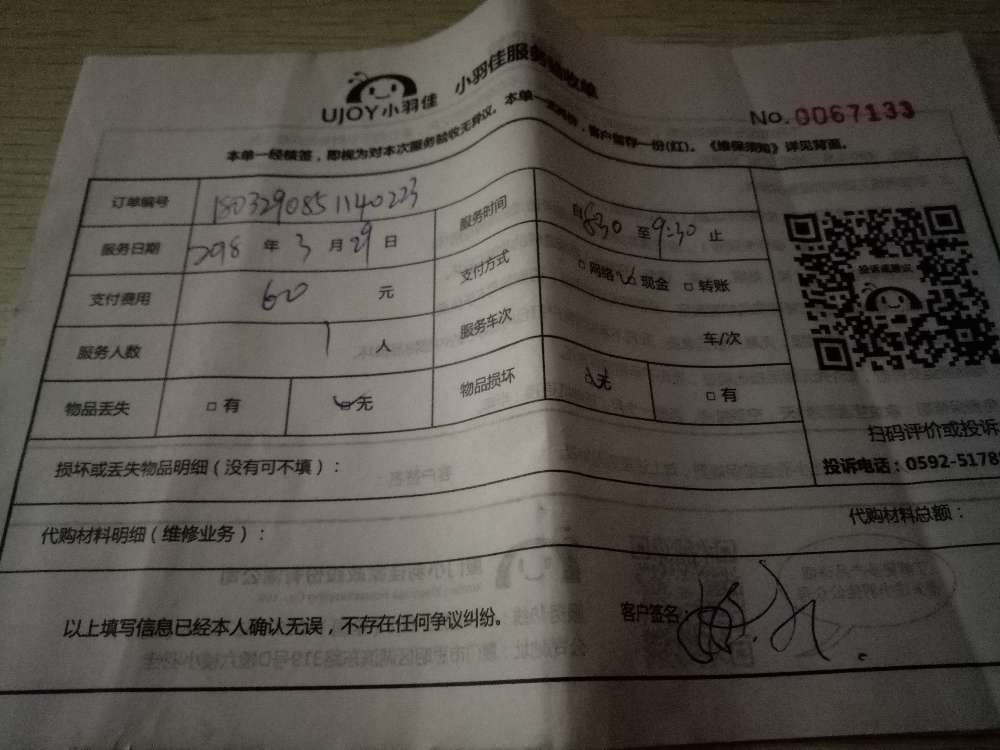 UJOY小羽佳 小羽佳服务验收单
No.0067133
本单一经核签，即视为对本次服务验收无异议。本单一式两份，客户留存一份(红)。《维保须知》详见背面。
订单编号 1803290851140223 服务时间 自 8:30 至 9:30 止
服务日期 2018 年 3 月 29 日 支付方式 □网络 □现金 □转账
支付费用 60 元
服务人数 1 人 服务车次 车/次
物品丢失 □有 □无 物品损坏 □无 □有
投诉或建议
扫码评价或投诉
投诉电话：0592-5178
损坏或丢失物品明细（没有可不填）：
代购材料明细（维修业务）： 代购材料总额：
以上填写信息已经本人确认无误，不存在任何争议纠纷。 客户签名：